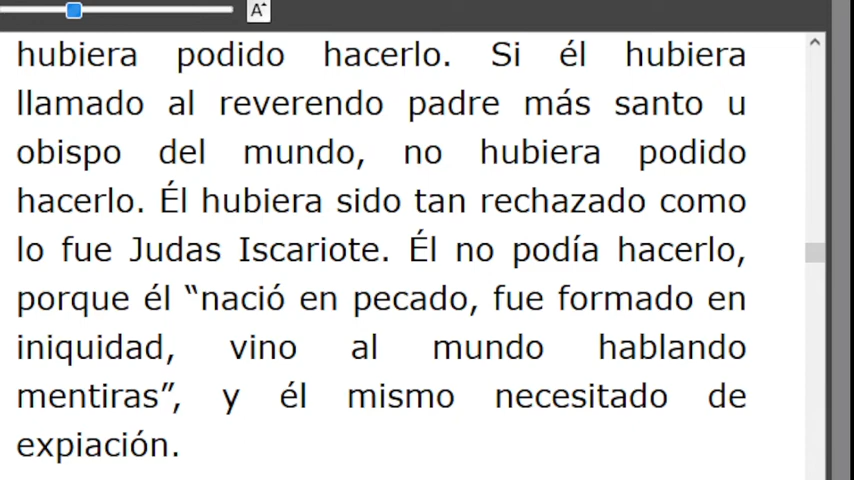 A
hubiera podido hacerlo. Si él hubiera
llamado al reverendo padre más santo u
obispo del mundo, no hubiera podido
hacerlo. Él hubiera sido tan rechazado como
lo fue Judas Iscariote. Él no podía hacerlo,
porque él “nació en pecado, fue formado en
iniquidad, vino al mundo hablando
mentiras”, y él mismo necesitado de
expiación.